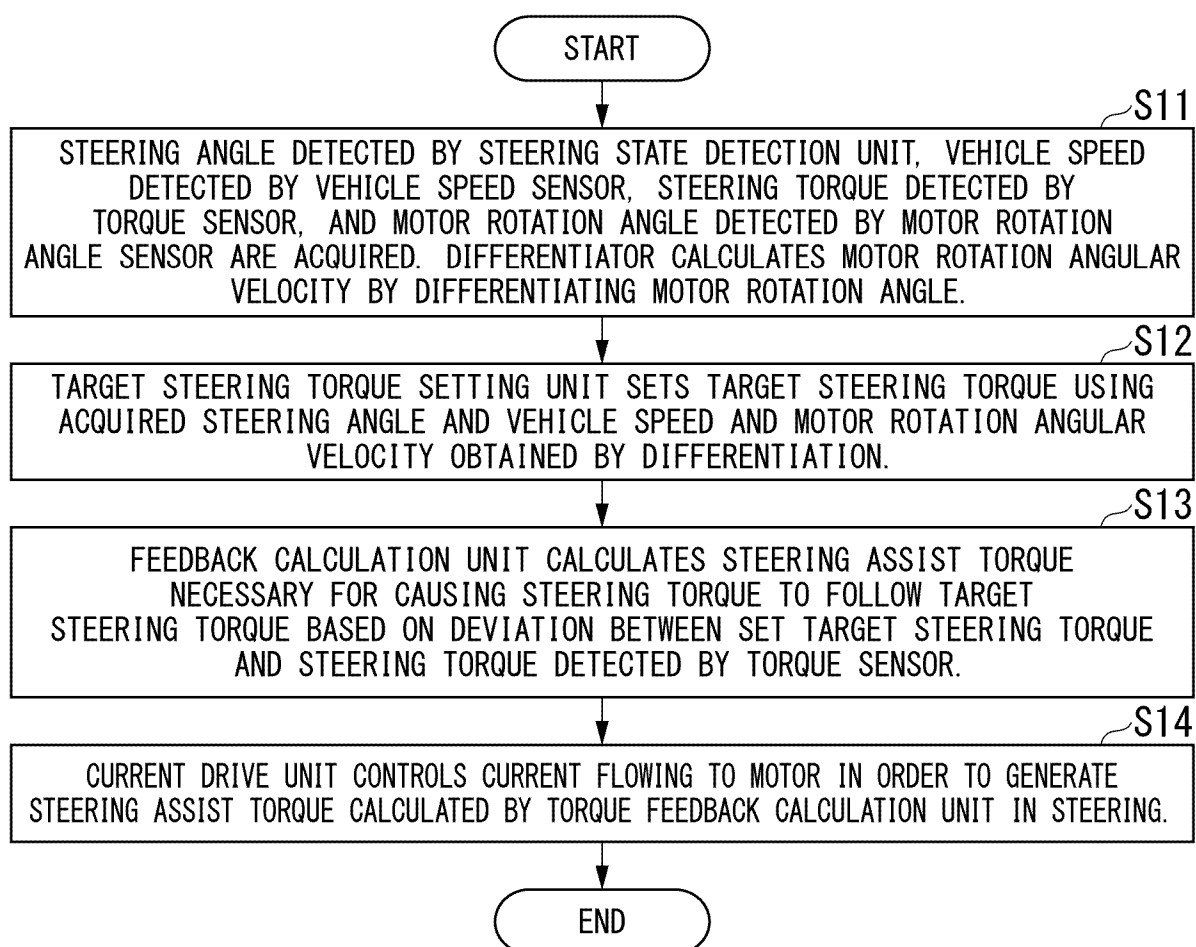 START
S11
STEERING ANGLE DETECTED BY STEERING STATE DETECTION UNIT, VEHICLE SPEED
DETECTED BY VEHICLE SPEED SENSOR, STEERING TORQUE DETECTED BY
TORQUE SENSOR, AND MOTOR ROTATION ANGLE DETECTED BY MOTOR ROTATION
ANGLE SENSOR ARE ACQUIRED. DIFFERENTIATOR CALCULATES MOTOR ROTATION ANGULAR
VELOCITY BY DIFFERENTIATING MOTOR ROTATION ANGLE.
S12
TARGET STEERING TORQUE SETTING UNIT SETS TARGET STEERING TORQUE USING
ACQUIRED STEERING ANGLE AND VEHICLE SPEED AND MOTOR ROTATION ANGULAR
VELOCITY OBTAINED BY DIFFERENTIATION.
S13
FEEDBACK CALCULATION UNIT CALCULATES STEERING ASSIST TORQUE
NECESSARY FOR CAUSING STEERING TORQUE TO FOLLOW TARGET
STEERING TORQUE BASED ON DEVIATION BETWEEN SET TARGET STEERING TORQUE
AND STEERING TORQUE DETECTED BY TORQUE SENSOR.
S14
CURRENT DRIVE UNIT CONTROLS CURRENT FLOWING TO MOTOR IN ORDER TO GENERATE
STEERING ASSIST TORQUE CALCULATED BY TORQUE FEEDBACK CALCULATION UNIT IN STEERING.
END